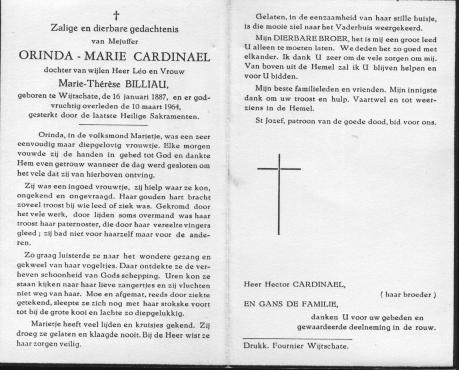 Zalige en dierbare gedachtenis
van Mejuffer
ORINDA - MARIE CARDINAEL
dochter van wijlen Heer Léo en Vrouw
Marie-Thérèse BILLIAU,
geboren te Wijtschate, de 16 januari 1887, en er god-
vruchtig overleden de 10 maart 1964,
gesterkt door de laatste Heilige Sakramenten.
Orinda, in de volksmond Marietje, was een zeer
eenvoudig maar diepgelovig vrouwtje. Elke morgen
vouwde zij de handen in gebed tot God en dankte
Hem even getrouw wanneer de dag werd gesloten om
het vele dat zij van hierboven ontving.
Zij was een ingoed vrouwtje, zij hielp waar ze kon,
ongekend en ongevraagd. Haar gouden hart bracht
zoveel troost bij wie leed of ziek was. Gekromd door
het vele werk, door lijden soms overmand was haar
troost haar paternoster, die door haar vereelte vingers
gleed ; zij bad niet voor haarzelf maar voor de ande-
ren.
Zo graag luisterde ze naar het wondere gezang en
gekweel van haar vogeltjes. Daar ontdekte ze de ver-
heven schoonheid van Gods schepping. Uren kon ze
staan kijken naar haar lieve zangertjes en zij vluchten
niet weg van haar. Moe en afgemat, reeds door ziekte
getekend, sleepte ze zich nog met haar stokske voort
tot bij de grote kooi en lachte zo diepgelukkig.
Marietje heeft veel lijden en kruisjes gekend. Zij
droeg ze gelaten en klaagde nooit. Bij de Heer wist ze
haar zorgen veilig.
Gelaten, in de eenzaamheid van haar stille huisje,
is die mooie ziel naar het Vaderhuis weergekeerd.
Mijn DIERBARE BROER, het is mij een groot leed
U alleen te moeten laten. We deden het zo goed met
elkander. Ik dank U zeer om de vele zorgen om mij.
Van boven uit de Hemel zal ik U blijven helpen en
voor U bidden.
Mijn beste familieleden en vrienden. Mijn innigste
dank om uw troost en hulp. Vaartwel en tot weer-
ziens in de Hemel.
St Jozef, patroon van de goede dood, bid voor ons.
Heer Hector CARDINAEL,
( haar broeder )
EN GANS DE FAMILIE,
danken U voor uw gebeden en
gewaardeerde deelneming in de rouw.
Drukk. Fournier Wijtschate.